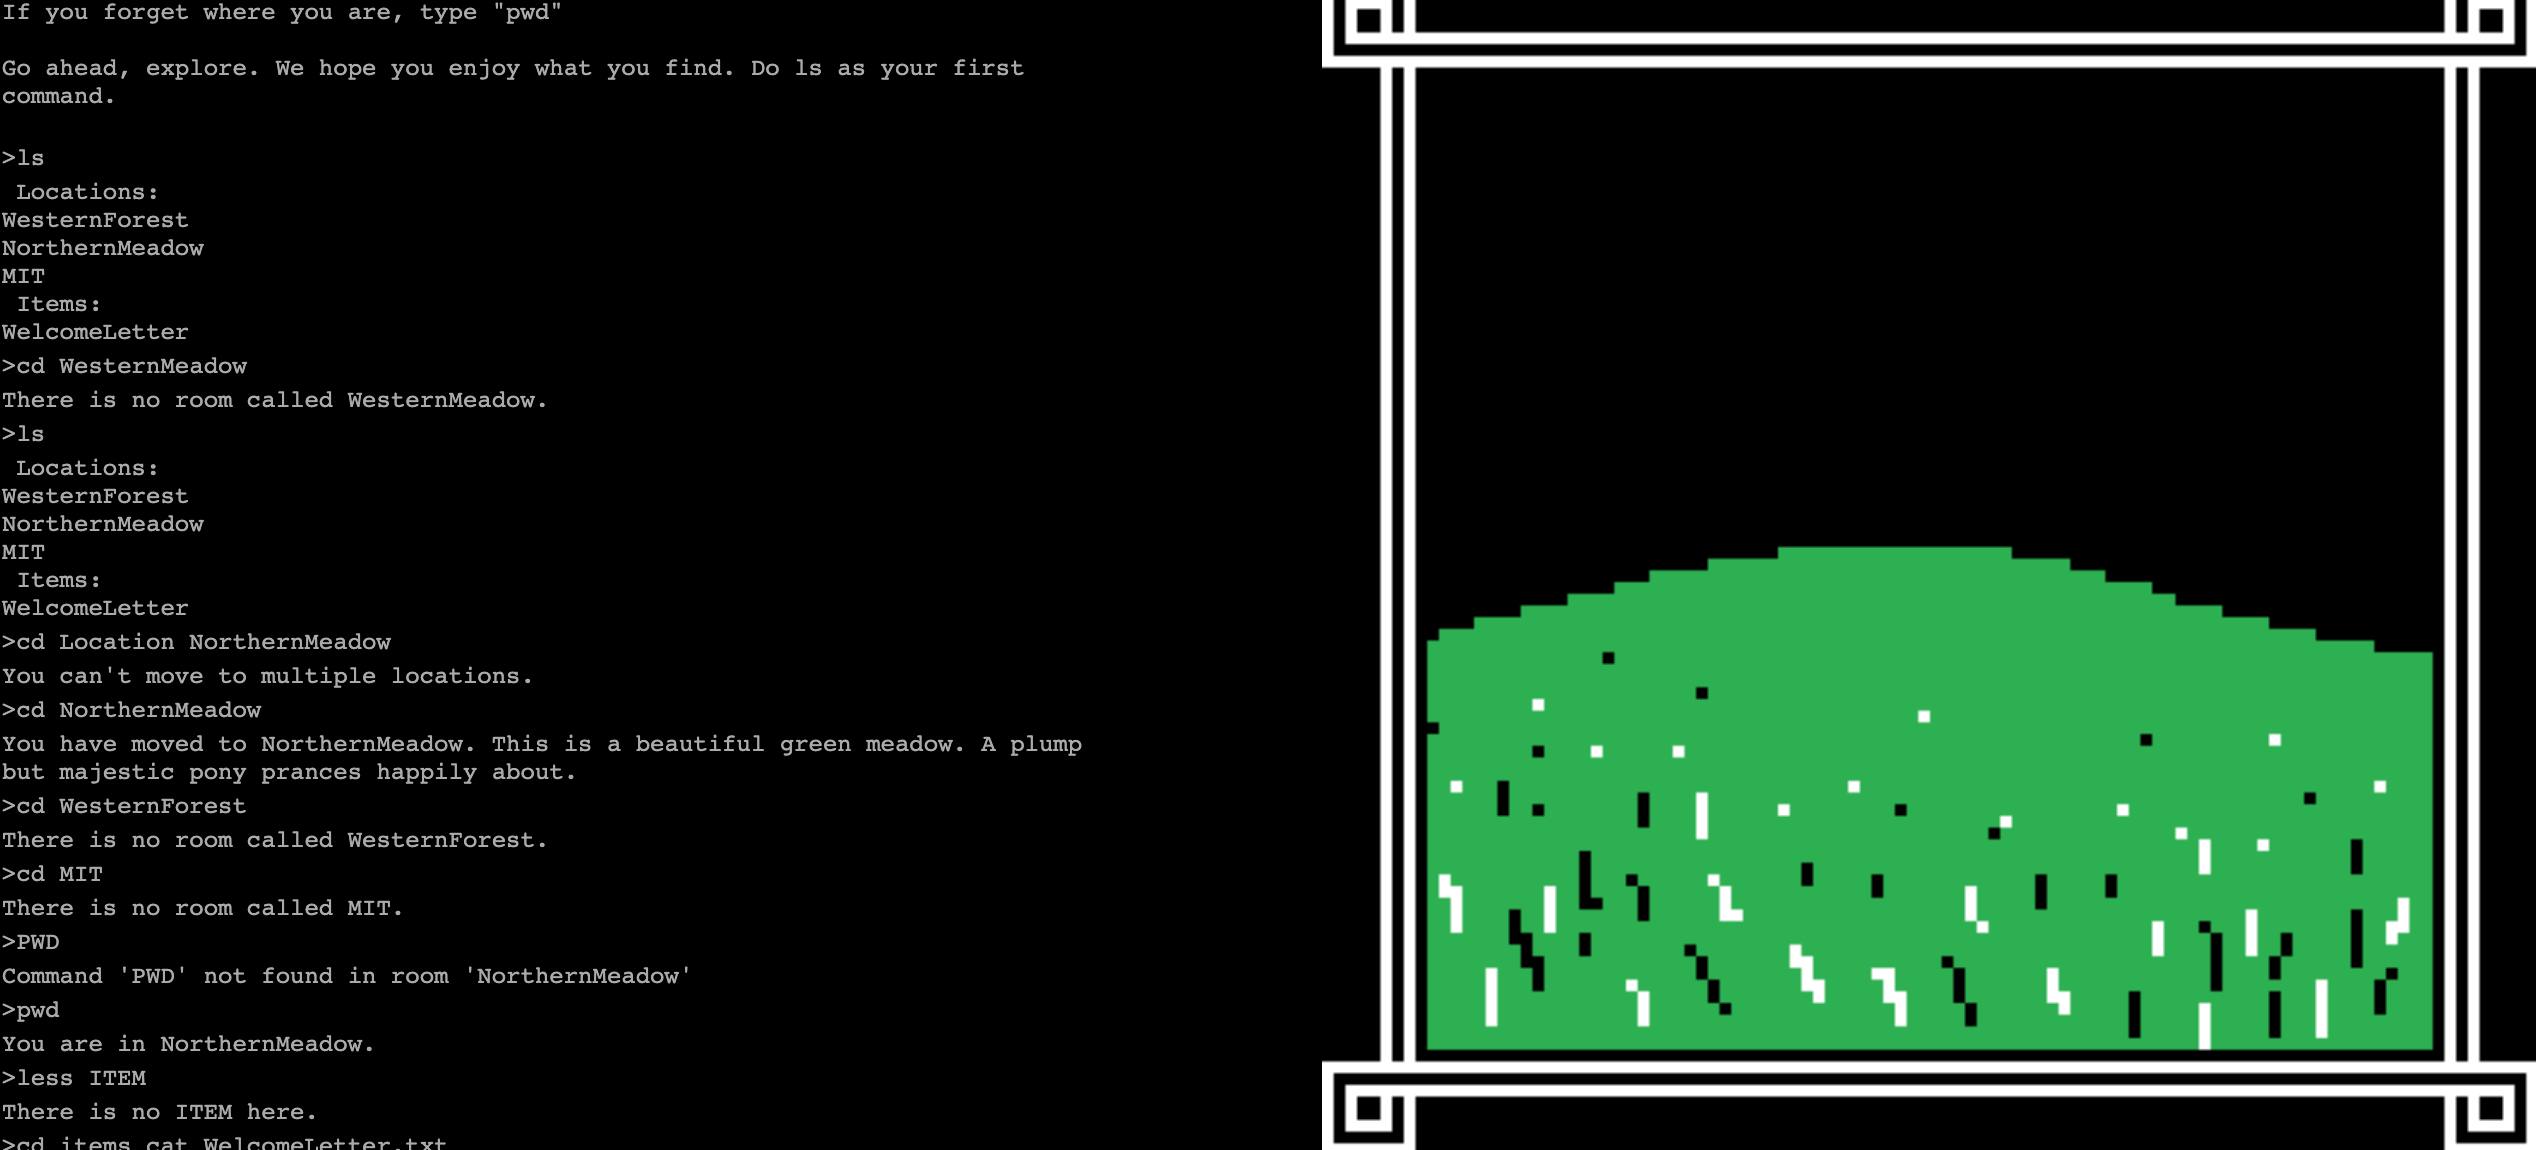 If you forget where you are, type "pwd"
Go ahead, explore. We hope you enjoy what you find. Do ls as your first
command.
>ls
Locations:
WesternForest
NorthernMeadow
MIT
Items:
WelcomeLetter
>cd WesternMeadow
There is no room called WesternMeadow.
>ls
Locations:
WesternForest
NorthernMeadow
MIT
Items:
WelcomeLetter
>cd Location NorthernMeadow
You can't move to multiple locations.
>cd NorthernMeadow
You have moved to NorthernMeadow. This is a beautiful green meadow. A plump
but majestic pony prances happily about.
>cd WesternForest
There is no room called WesternForest.
>cd MIT
There is no room called MIT.
>PWD
Command 'PWD' not found in room 'NorthernMeadow'
>pwd
You are in NorthernMeadow.
>less ITEM
There is no ITEM here.
>cd items cat WelcomeLetter.txt